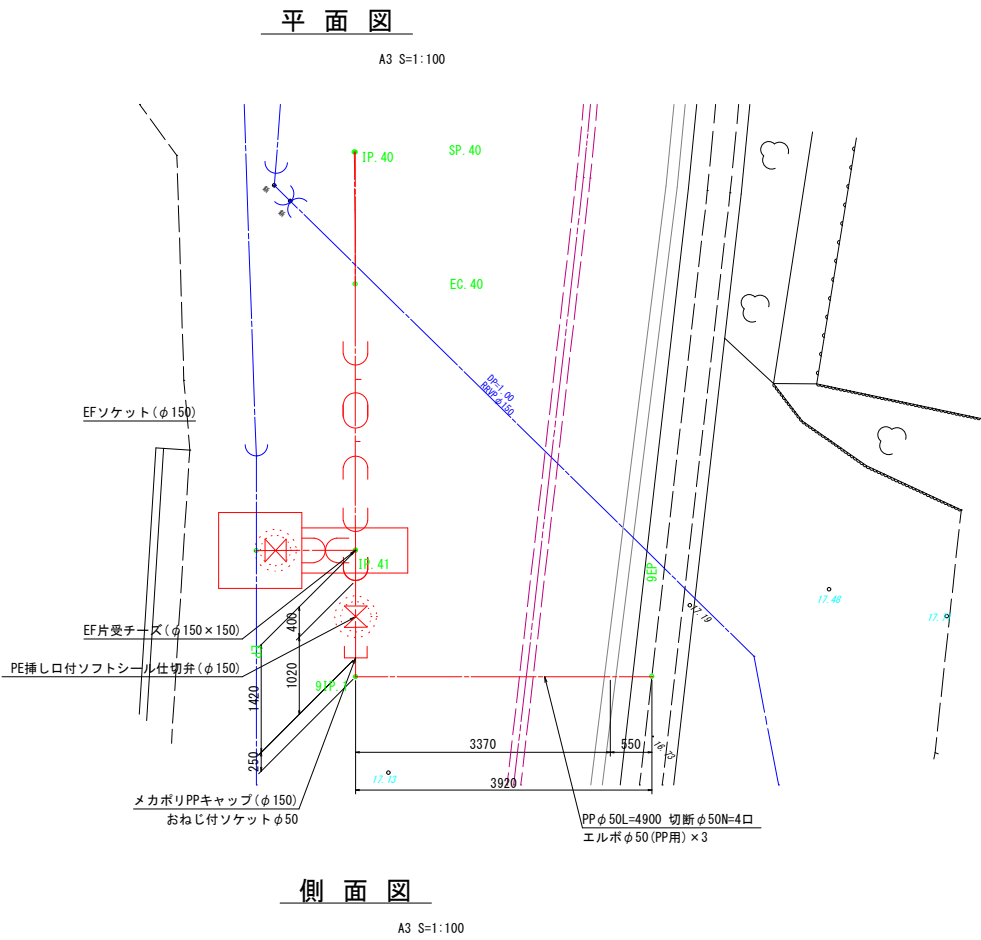 平 面 図
A3 S=1:100
IP.40
SP.40
EC.40
DP=1.00
RRVPφ150
EFソケット(φ150)
IP.41
9EP
17.48
17.19
EF片受チーズ(φ150×150)
400
PE挿し口付ソフトシール仕切弁(φ150)
1020
1420
250
3370
550
16.73
17.13
3920
メカポリPPキャップ(φ150)
おねじ付ソケットφ50
PPφ50L=4900 切断φ50N=4口
エルボφ50(PP用)×3
側 面 図
A3 S=1:100